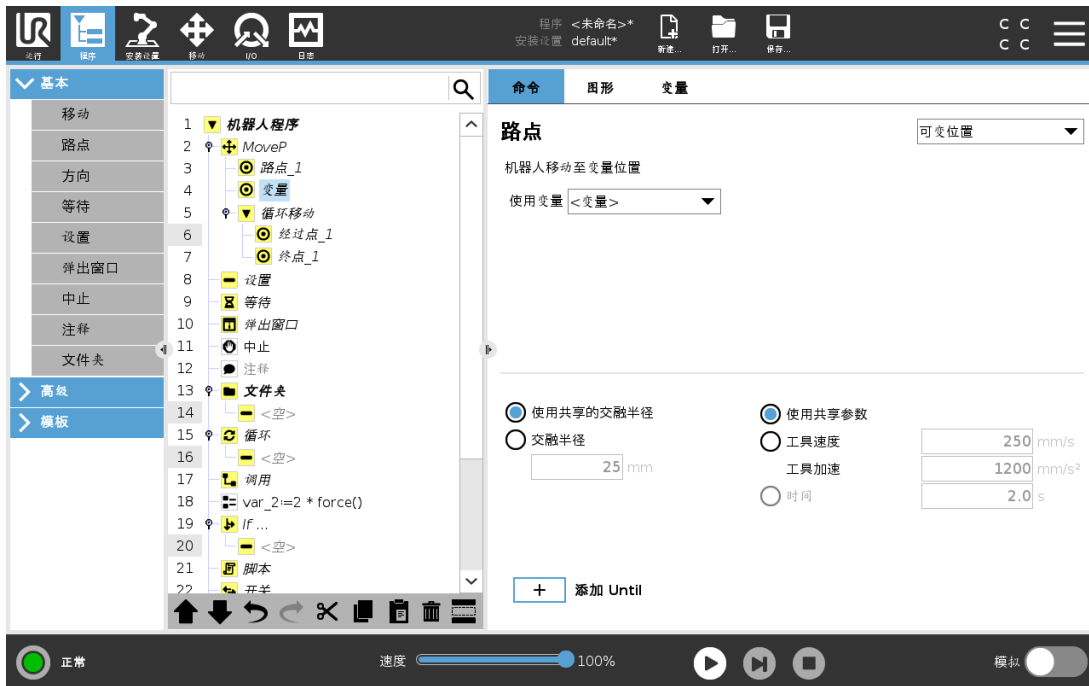 程序 <未命名>*
安装设置 default*
运行 程序 安装设置 移动 I/O 日志
新建... 打开... 保存...
C C
C C
基本
移动
路点
方向
等待
设置
弹出窗口
中止
注释
文件夹
高级
模板
1 机器人程序
2 MoveP
3 路点_1
4 变量
5 循环移动
6 经过点_1
7 终点_1
8 设置
9 等待
10 弹出窗口
11 中止
12 注释
13 文件夹
14 <空>
15 循环
16 <空>
17 调用
18 var_2:=2 * force()
19 If ...
20 <空>
21 脚本
22 开关
命令 图形 变量
路点 可变位置
机器人移动至变量位置
使用变量 <变量>
使用共享的交融半径
交融半径
25 mm
使用共享参数
工具速度 250 mm/s
工具加速 1200 mm/s²
时间 2.0 s
+ 添加 Until
正常 速度 100% 模拟